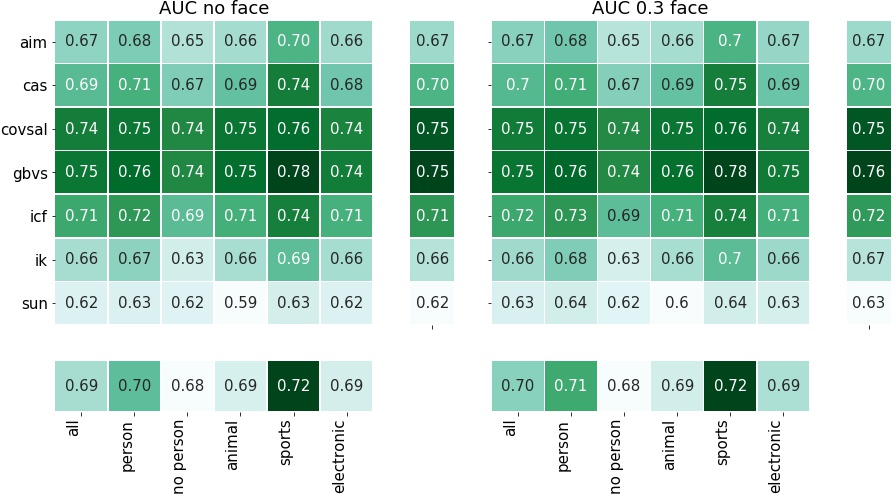 AUC no face
AUC 0.3 face
aim 0.67 0.68 0.65 0.66 0.70 0.66 0.67 0.67 0.68 0.65 0.66 0.7 0.67 0.67
cas 0.69 0.71 0.67 0.69 0.74 0.68 0.70 0.7 0.71 0.67 0.69 0.75 0.69 0.70
covsal 0.74 0.75 0.74 0.75 0.76 0.74 0.75 0.75 0.75 0.74 0.75 0.76 0.74 0.75
gbvs 0.75 0.76 0.74 0.75 0.78 0.74 0.75 0.75 0.76 0.74 0.76 0.78 0.75 0.76
icf 0.71 0.72 0.69 0.71 0.74 0.71 0.71 0.72 0.73 0.69 0.71 0.74 0.71 0.72
ik 0.66 0.67 0.63 0.66 0.69 0.66 0.66 0.66 0.68 0.63 0.66 0.7 0.66 0.67
sun 0.62 0.63 0.62 0.59 0.63 0.62 0.62 0.63 0.64 0.62 0.6 0.64 0.63 0.63
0.69 0.70 0.68 0.69 0.72 0.69 0.70 0.71 0.68 0.69 0.72 0.69
all person no person animal sports electronic all person no person animal sports electronic